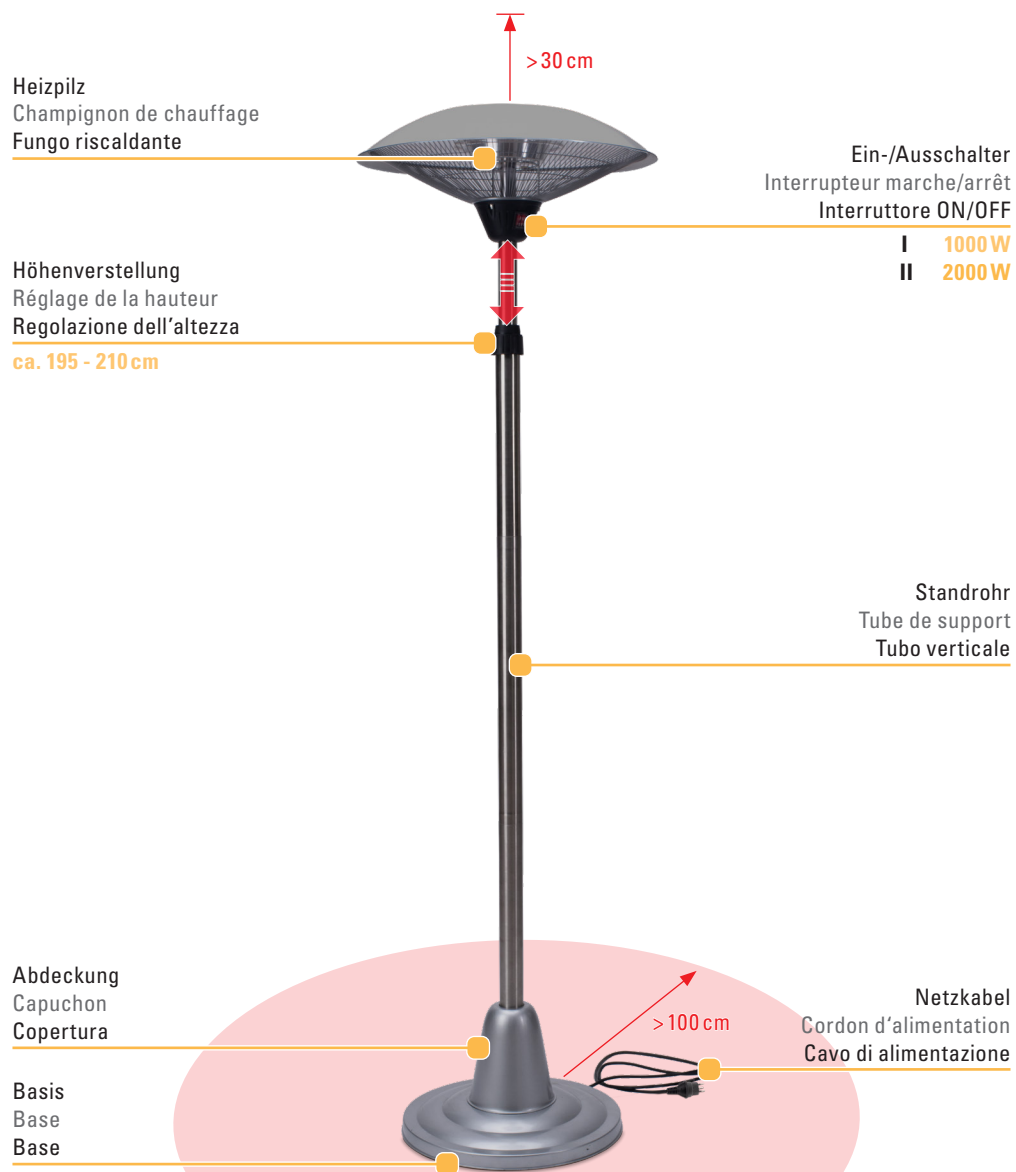 >30 cm
Heizpilz
Champignon de chauffage
Fungo riscaldante
Ein-/Ausschalter
Interrupteur marche/arrêt
Interruttore ON/OFF
I 1000 W
II 2000 W
Höhenverstellung
Réglage de la hauteur
Regolazione dell'altezza
ca. 195 - 210 cm
Standrohr
Tube de support
Tubo verticale
Abdeckung
Capuchon
Copertura
>100 cm
Netzkabel
Cordon d‘alimentation
Cavo di alimentazione
Basis
Base
Base